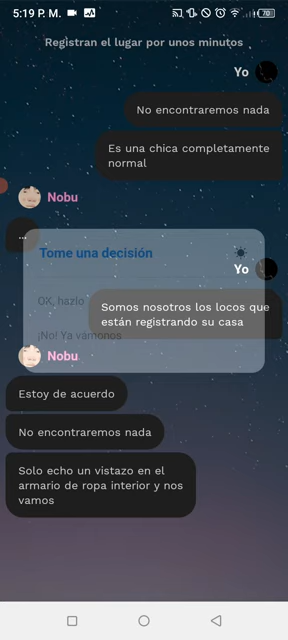 5:19 P. M.
70
Registran el lugar por unos minutos
Yo
No encontraremos nada
Es una chica completamente
normal
Nobu
...
Tome una decisión
Yo
OK, hazlo
Somos nosotros los locos que
están registrando su casa
¡No! Ya vámonos
Nobu
Estoy de acuerdo
No encontraremos nada
Solo echo un vistazo en el
armario de ropa interior y nos
vamos